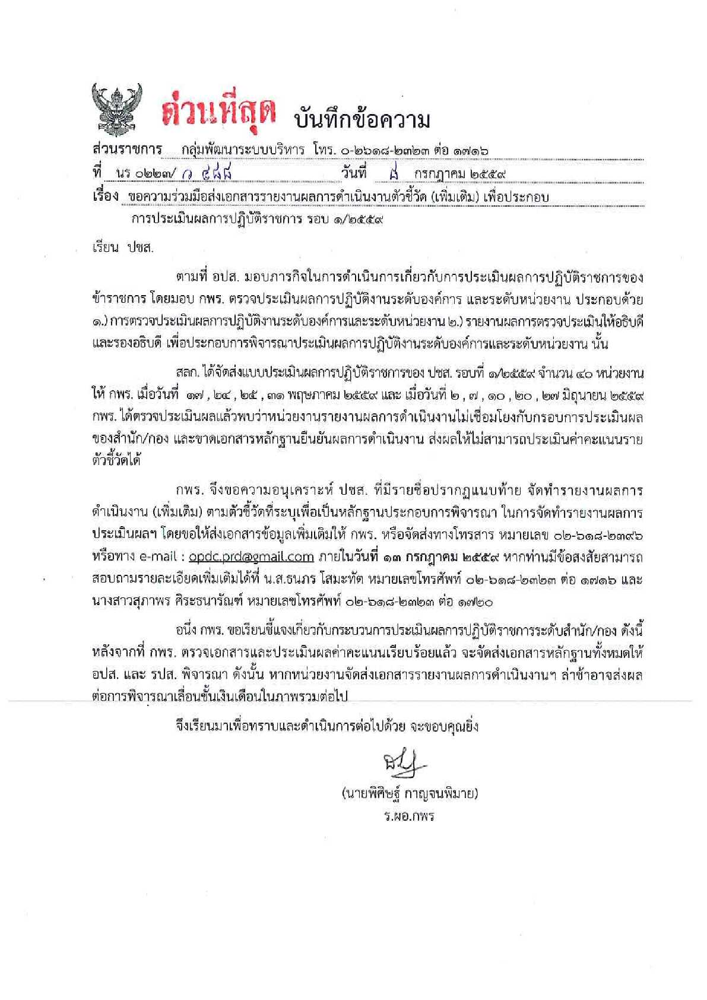 ด่วนที่สุด บันทึกข้อความ
ส่วนราชการ กลุ่มพัฒนาระบบบริหาร โทร. ๐-๒๖๑๘-๒๓๒๓ ต่อ ๑๗๑๖
ที่ นร ๐๒๒๓/ว ๔๘๘ วันที่ ๘ กรกฎาคม ๒๕๕๙
เรื่อง ขอความร่วมมือส่งเอกสารรายงานผลการดำเนินงานตัวชี้วัด (เพิ่มเติม) เพื่อประกอบ
การประเมินผลการปฏิบัติราชการ รอบ ๑/๒๕๕๙
เรียน ปชส.
ตามที่ อปส. มอบภารกิจในการดำเนินการเกี่ยวกับการประเมินผลการปฏิบัติราชการของ
ข้าราชการ โดยมอบ กพร. ตรวจประเมินผลการปฏิบัติงานระดับองค์การ และระดับหน่วยงาน ประกอบด้วย
๑.) การตรวจประเมินผลการปฏิบัติงานระดับองค์การและระดับหน่วยงาน ๒.) รายงานผลการตรวจประเมินให้อธิบดี
และรองอธิบดี เพื่อประกอบการพิจารณาประเมินผลการปฏิบัติงานระดับองค์การและระดับหน่วยงาน นั้น
สลก. ได้จัดส่งแบบประเมินผลการปฏิบัติราชการของ ปชส. รอบที่ ๑/๒๕๕๙ จำนวน ๔๐ หน่วยงาน
ให้ กพร. เมื่อวันที่ ๑๗ , ๒๔ , ๒๕ , ๓๑ พฤษภาคม ๒๕๕๙ และ เมื่อวันที่ ๒ , ๗ , ๑๐ , ๒๐ , ๒๗ มิถุนายน ๒๕๕๙
กพร. ได้ตรวจประเมินผลแล้วพบว่าหน่วยงานรายงานผลการดำเนินงานไม่เชื่อมโยงกับกรอบการประเมินผล
ของสำนัก/กอง และขาดเอกสารหลักฐานยืนยันผลการดำเนินงาน ส่งผลให้ไม่สามารถประเมินค่าคะแนนราย
ตัวชี้วัดได้
กพร. จึงขอความอนุเคราะห์ ปชส. ที่มีรายชื่อปรากฏแนบท้าย จัดทำรายงานผลการ
ดำเนินงาน (เพิ่มเติม) ตามตัวชี้วัดที่ระบุเพื่อเป็นหลักฐานประกอบการพิจารณา ในการจัดทำรายงานผลการ
ประเมินผลฯ โดยขอให้ส่งเอกสารข้อมูลเพิ่มเติมให้ กพร. หรือจัดส่งทางโทรสาร หมายเลข ๐๒-๖๑๘-๒๓๙๖
หรือทาง e-mail : opdc.prd@gmail.com ภายในวันที่ ๑๓ กรกฎาคม ๒๕๕๙ หากท่านมีข้อสงสัยสามารถ
สอบถามรายละเอียดเพิ่มเติมได้ที่ น.ส.ธนภร โสมะทัต หมายเลขโทรศัพท์ ๐๒-๖๑๘-๒๓๒๓ ต่อ ๑๗๑๖ และ
นางสาวสุภาพร ศิระธนารัณฑ์ หมายเลขโทรศัพท์ ๐๒-๖๑๘-๒๓๒๓ ต่อ ๑๗๒๐
อนึ่ง กพร. ขอเรียนชี้แจงเกี่ยวกับกระบวนการประเมินผลการปฏิบัติราชการระดับสำนัก/กอง ดังนี้
หลังจากที่ กพร. ตรวจเอกสารและประเมินผลค่าคะแนนเรียบร้อยแล้ว จะจัดส่งเอกสารหลักฐานทั้งหมดให้
อปส. และ รปส. พิจารณา ดังนั้น หากหน่วยงานจัดส่งเอกสารรายงานผลการดำเนินงานฯ ล่าช้าอาจส่งผล
ต่อการพิจารณาเลื่อนขั้นเงินเดือนในภาพรวมต่อไป
จึงเรียนมาเพื่อทราบและดำเนินการต่อไปด้วย จะขอบคุณยิ่ง
(นายพิศิษฐ์ กาญจนพิมาย)
ร.ผอ.กพร